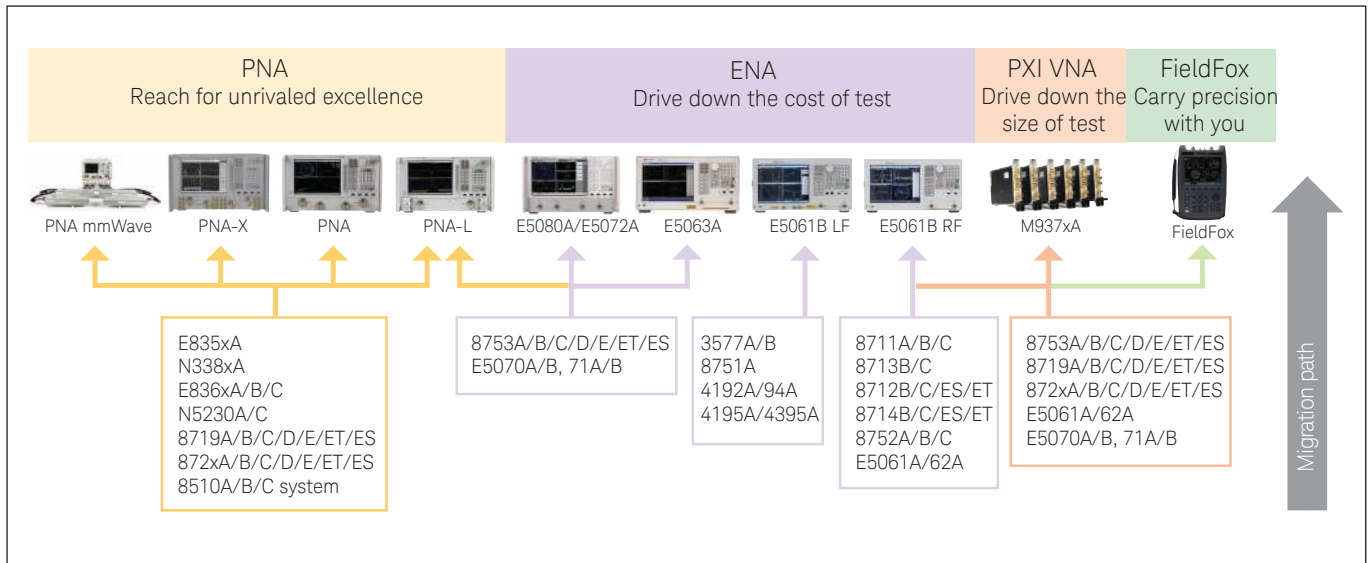 PNA
Reach for unrivaled excellence
ENA
Drive down the cost of test
PXI VNA
Drive down the
size of test
FieldFox
Carry precision
with you
PNA mmWave
PNA-X
PNA
PNA-L
E5080A/E5072A
E5063A
E5061B LF
E5061B RF
M937xA
FieldFox
E835xA
N338xA
E836xA/B/C
N5230A/C
8719A/B/C/D/E/ET/ES
872xA/B/C/D/E/ET/ES
8510A/B/C system
8753A/B/C/D/E/ET/ES
E5070A/B, 71A/B
3577A/B
8751A
4192A/94A
4195A/4395A
8711A/B/C
8713B/C
8712B/C/ES/ET
8714B/C/ES/ET
8752A/B/C
E5061A/62A
8753A/B/C/D/E/ET/ES
8719A/B/C/D/E/ET/ES
872xA/B/C/D/E/ET/ES
E5061A/62A
E5070A/B, 71A/B
Migration path